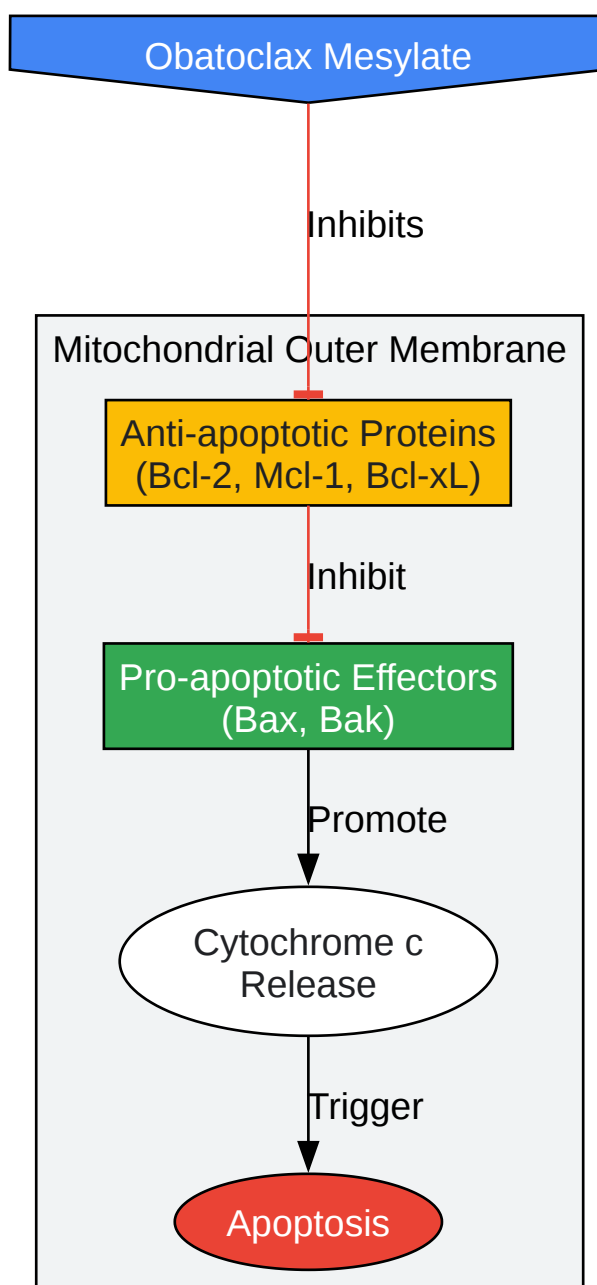 Obatoclax Mesylate
Inhibits
Mitochondrial Outer Membrane
Anti-apoptotic Proteins
(Bcl-2, Mcl-1, Bcl-xL)
Inhibit
Pro-apoptotic Effectors
(Bax, Bak)
Promote
Cytochrome c
Release
Trigger
Apoptosis